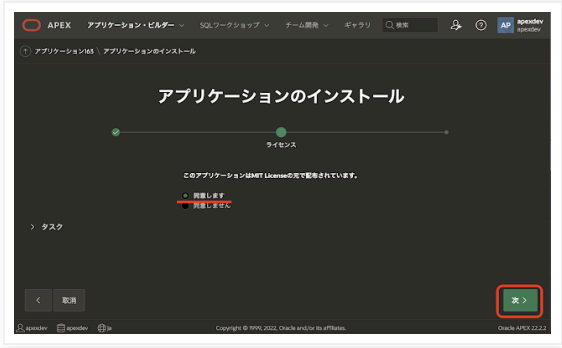 APEX アプリケーション・ビルダー SQLワークショップ チーム開発 ギャラリ 検索 AP apexdev
apexdev
アプリケーション163 \ アプリケーションのインストール
アプリケーションのインストール
ライセンス
このアプリケーションはMIT Licenseの元で配布されています。
同意します
同意しません
タスク
取消 次
apexdev apexdev ja Copyright © 1999, 2022, Oracle and/or its affiliates. Oracle APEX 22.2.2